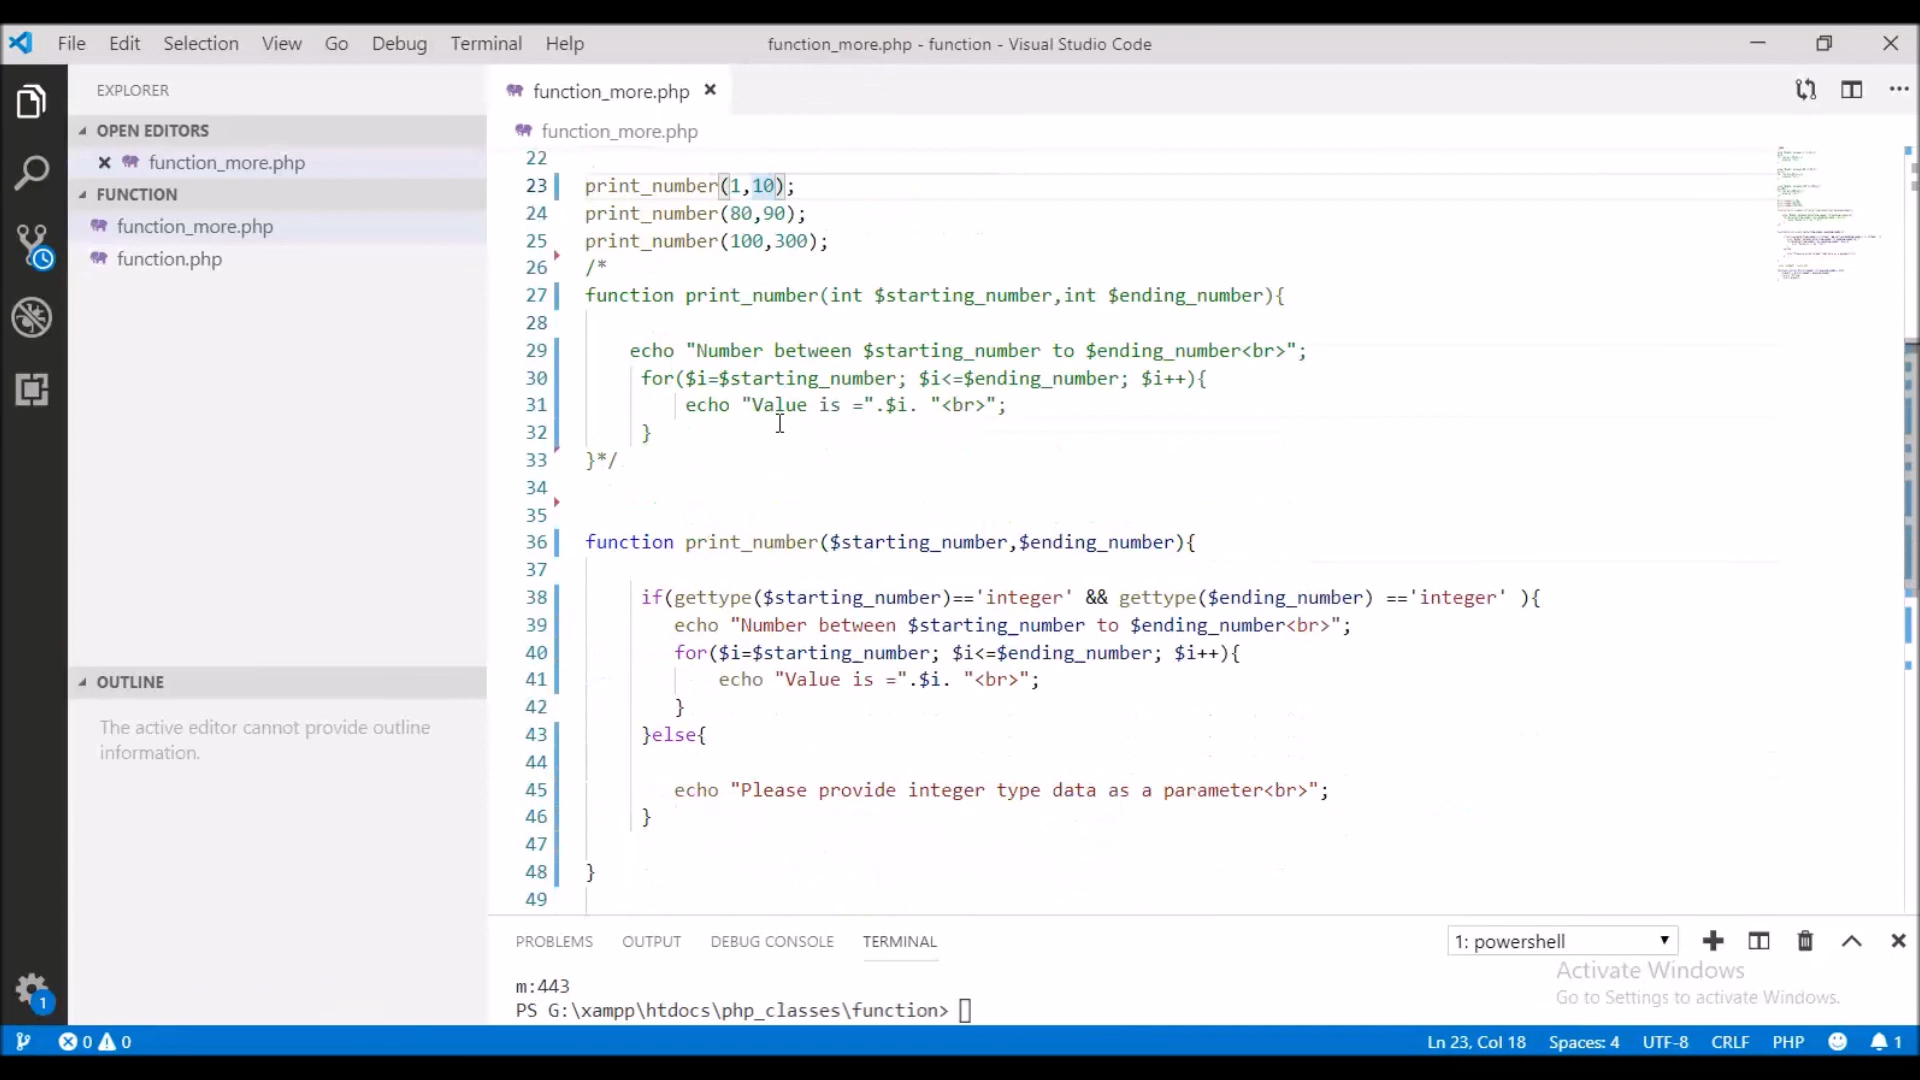 File Edit Selection View Go Debug Terminal Help function_more.php - function - Visual Studio Code
EXPLORER
OPEN EDITORS
function_more.php
FUNCTION
function_more.php
function.php
OUTLINE
The active editor cannot provide outline
information.
function_more.php
function_more.php
22
23 print_number(1,10);
24 print_number(80,90);
25 print_number(100,300);
26 /*
27 function print_number(int $starting_number,int $ending_number){
28
29 echo "Number between $starting_number to $ending_number<br>";
30 for($i=$starting_number; $i<=$ending_number; $i++){
31 echo "Value is =".$i. "<br>";
32 }
33 }*/
34
35
36 function print_number($starting_number,$ending_number){
37
38 if(gettype($starting_number)=='integer' && gettype($ending_number) =='integer' ){
39 echo "Number between $starting_number to $ending_number<br>";
40 for($i=$starting_number; $i<=$ending_number; $i++){
41 echo "Value is =".$i. "<br>";
42 }
43 }else{
44
45 echo "Please provide integer type data as a parameter<br>";
46 }
47
48 }
49
PROBLEMS OUTPUT DEBUG CONSOLE TERMINAL 1: powershell
m:443
PS G:\xampp\htdocs\php_classes\function>
Activate Windows
Go to Settings to activate Windows.
1
0 0 Ln 23, Col 18 Spaces: 4 UTF-8 CRLF PHP 1